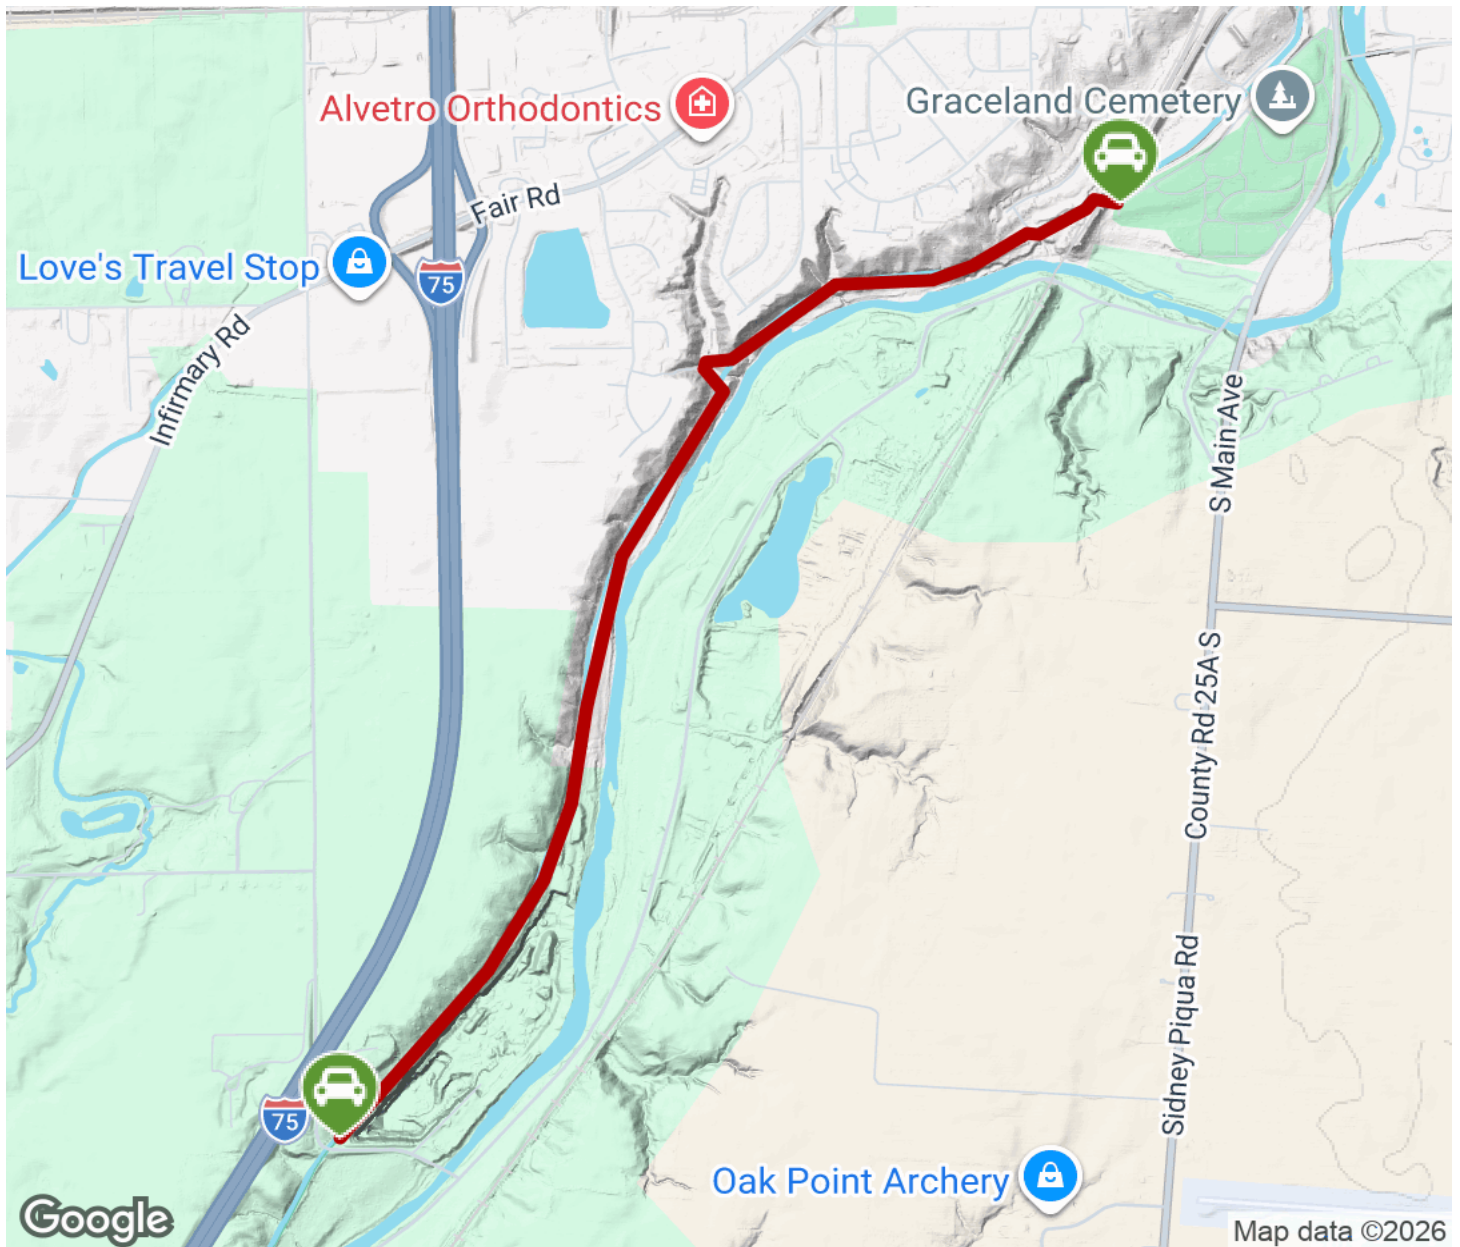 Alvetro Orthodontics
Graceland Cemetery
Fair Rd
Love's Travel Stop
75
Infirmary Rd
S Main Ave
County Rd 25A S
Sidney Piqua Rd
75
Oak Point Archery
Google
Map data ©2026